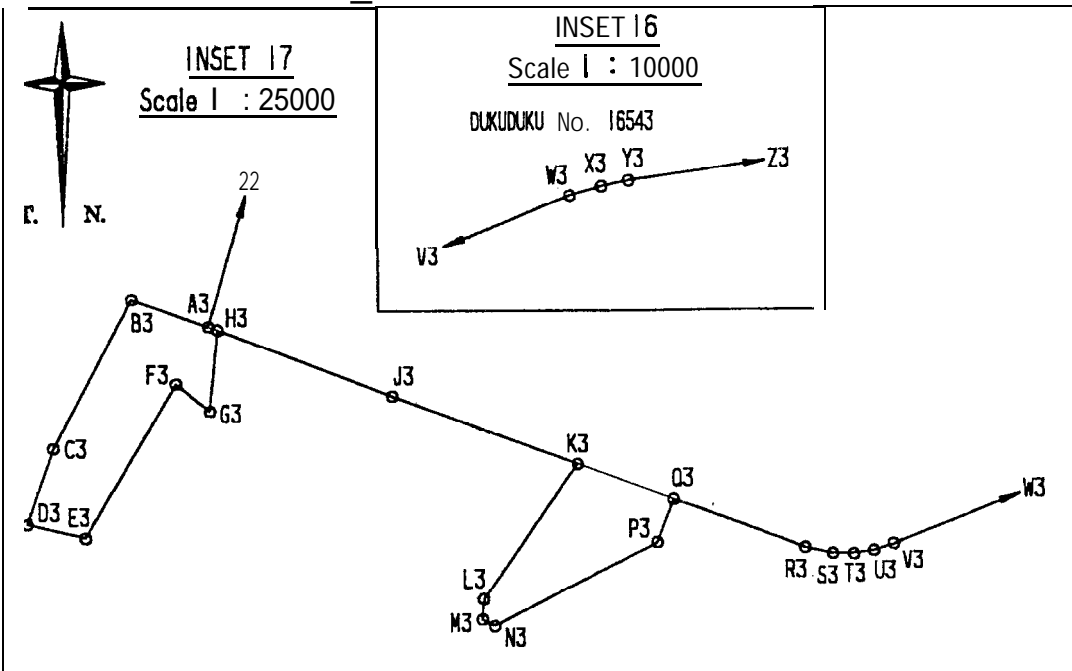 INSET 17
Scale 1 : 25000
INSET 16
Scale 1 : 10000
DUKUDUKU No. 16543
W3
X3
Y3
Z3
V3
T. N.
22
B3
A3
H3
F3
G3
J3
C3
K3
D3
E3
Q3
P3
W3
L3
M3
N3
R3
S3
T3
U3
V3